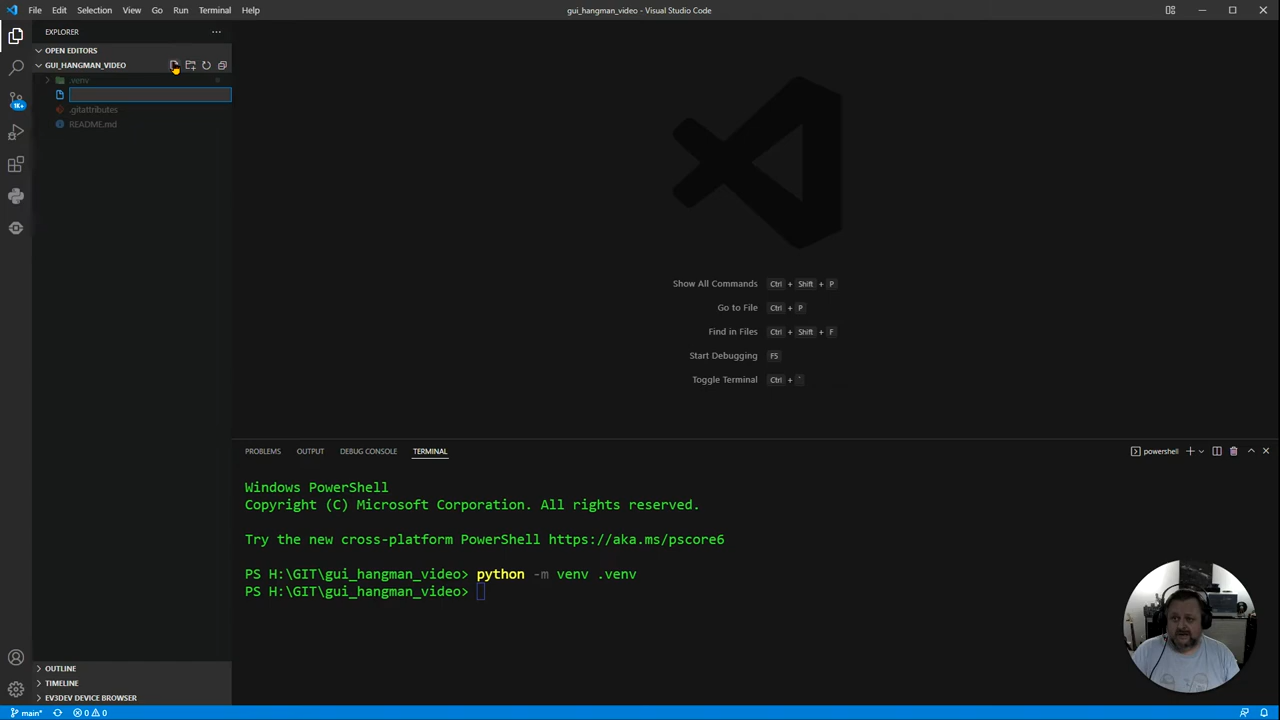 File Edit Selection View Go Run Terminal Help
gui_hangman_video - Visual Studio Code
EXPLORER
OPEN EDITORS
GUI_HANGMAN_VIDEO
.venv
.gitattributes
README.md
1K+
Show All Commands Ctrl + Shift + P
Go to File Ctrl + P
Find in Files Ctrl + Shift + F
Start Debugging F5
Toggle Terminal Ctrl + `
PROBLEMS OUTPUT DEBUG CONSOLE TERMINAL
powershell
Windows PowerShell
Copyright (C) Microsoft Corporation. All rights reserved.
Try the new cross-platform PowerShell https://aka.ms/pscore6
PS H:\GIT\gui_hangman_video> python -m venv .venv
PS H:\GIT\gui_hangman_video>
OUTLINE
TIMELINE
EV3DEV DEVICE BROWSER
main* 0 0